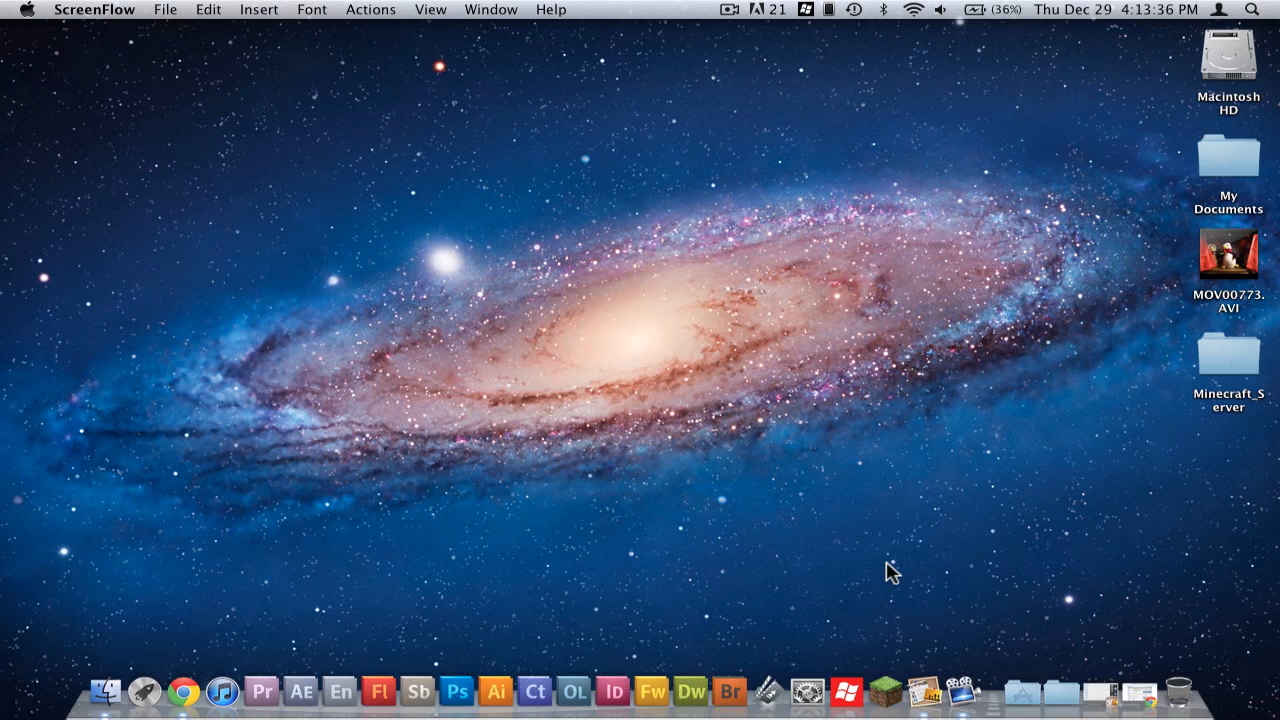 ScreenFlow File Edit Insert Font Actions View Window Help 21 (36%) Thu Dec 29 4:13:36 PM
Macintosh
HD
My
Documents
MOV00773.
AVI
Minecraft_S
erver
Pr AE En Fl Sb Ps Ai Ct OL Id Fw Dw Br